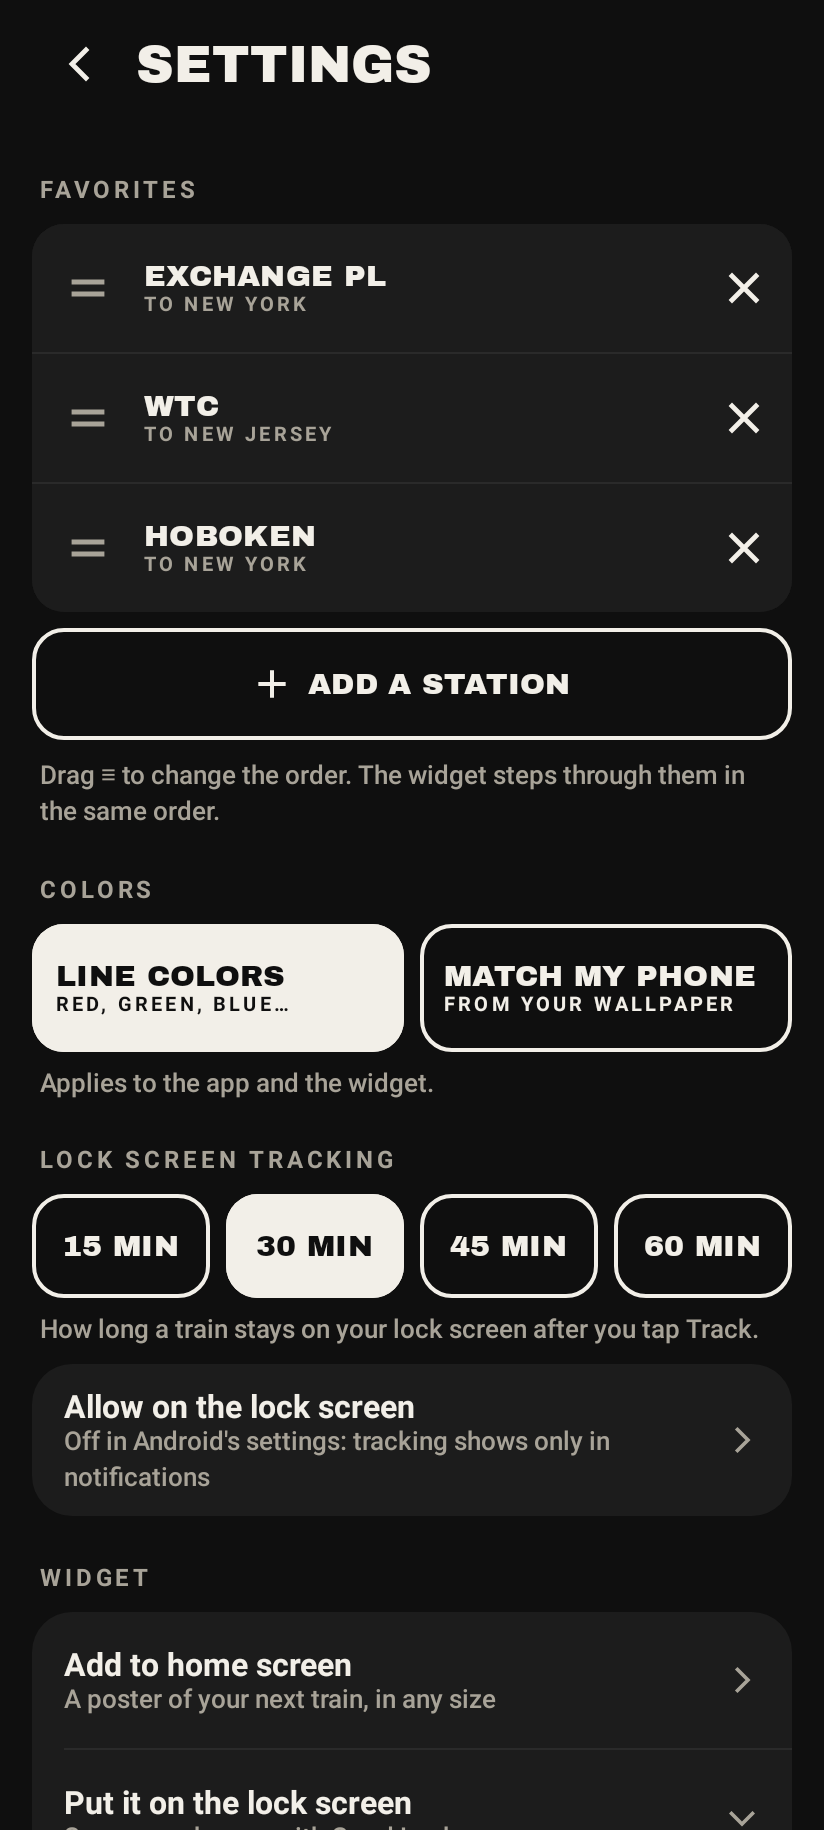 SETTINGS
FAVORITES
EXCHANGE PL
TO NEW YORK
WTC
TO NEW JERSEY
HOBOKEN
TO NEW YORK
+ ADD A STATION
Drag ≡ to change the order. The widget steps through them in
the same order.
COLORS
LINE COLORS
RED, GREEN, BLUE…
MATCH MY PHONE
FROM YOUR WALLPAPER
Applies to the app and the widget.
LOCK SCREEN TRACKING
15 MIN
30 MIN
45 MIN
60 MIN
How long a train stays on your lock screen after you tap Track.
Allow on the lock screen
Off in Android's settings: tracking shows only in
notifications
WIDGET
Add to home screen
A poster of your next train, in any size
Put it on the lock screen